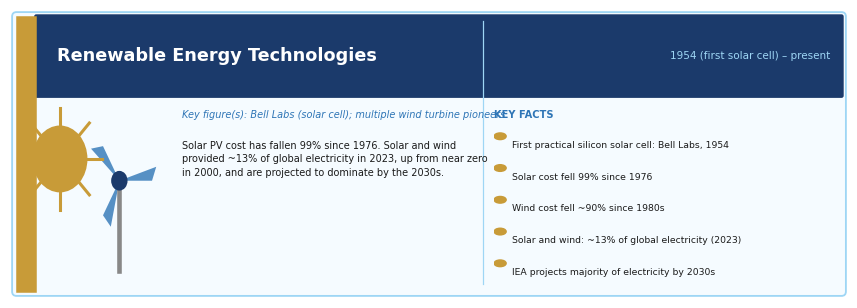 Renewable Energy Technologies
1954 (first solar cell) – present
Key figure(s): Bell Labs (solar cell); multiple wind turbine pioneers
Solar PV cost has fallen 99% since 1976. Solar and wind
provided ~13% of global electricity in 2023, up from near zero
in 2000, and are projected to dominate by the 2030s.
KEY FACTS
First practical silicon solar cell: Bell Labs, 1954
Solar cost fell 99% since 1976
Wind cost fell ~90% since 1980s
Solar and wind: ~13% of global electricity (2023)
IEA projects majority of electricity by 2030s